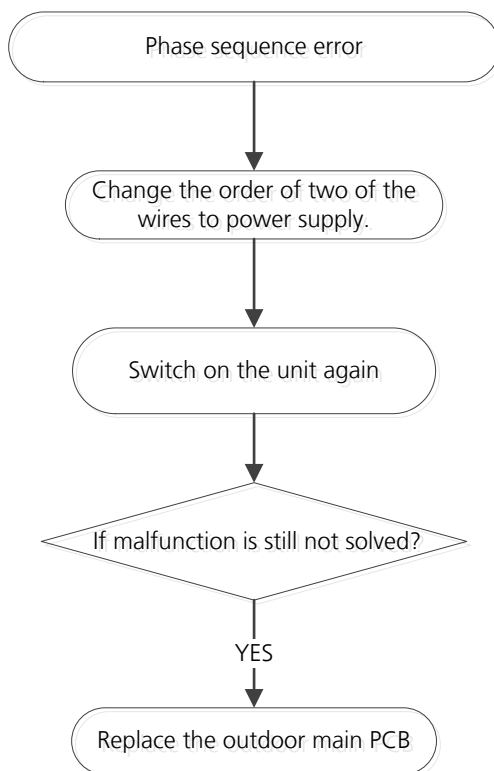 Phase sequence error
Change the order of two of the
wires to power supply.
Switch on the unit again
If malfunction is still not solved?
YES
Replace the outdoor main PCB